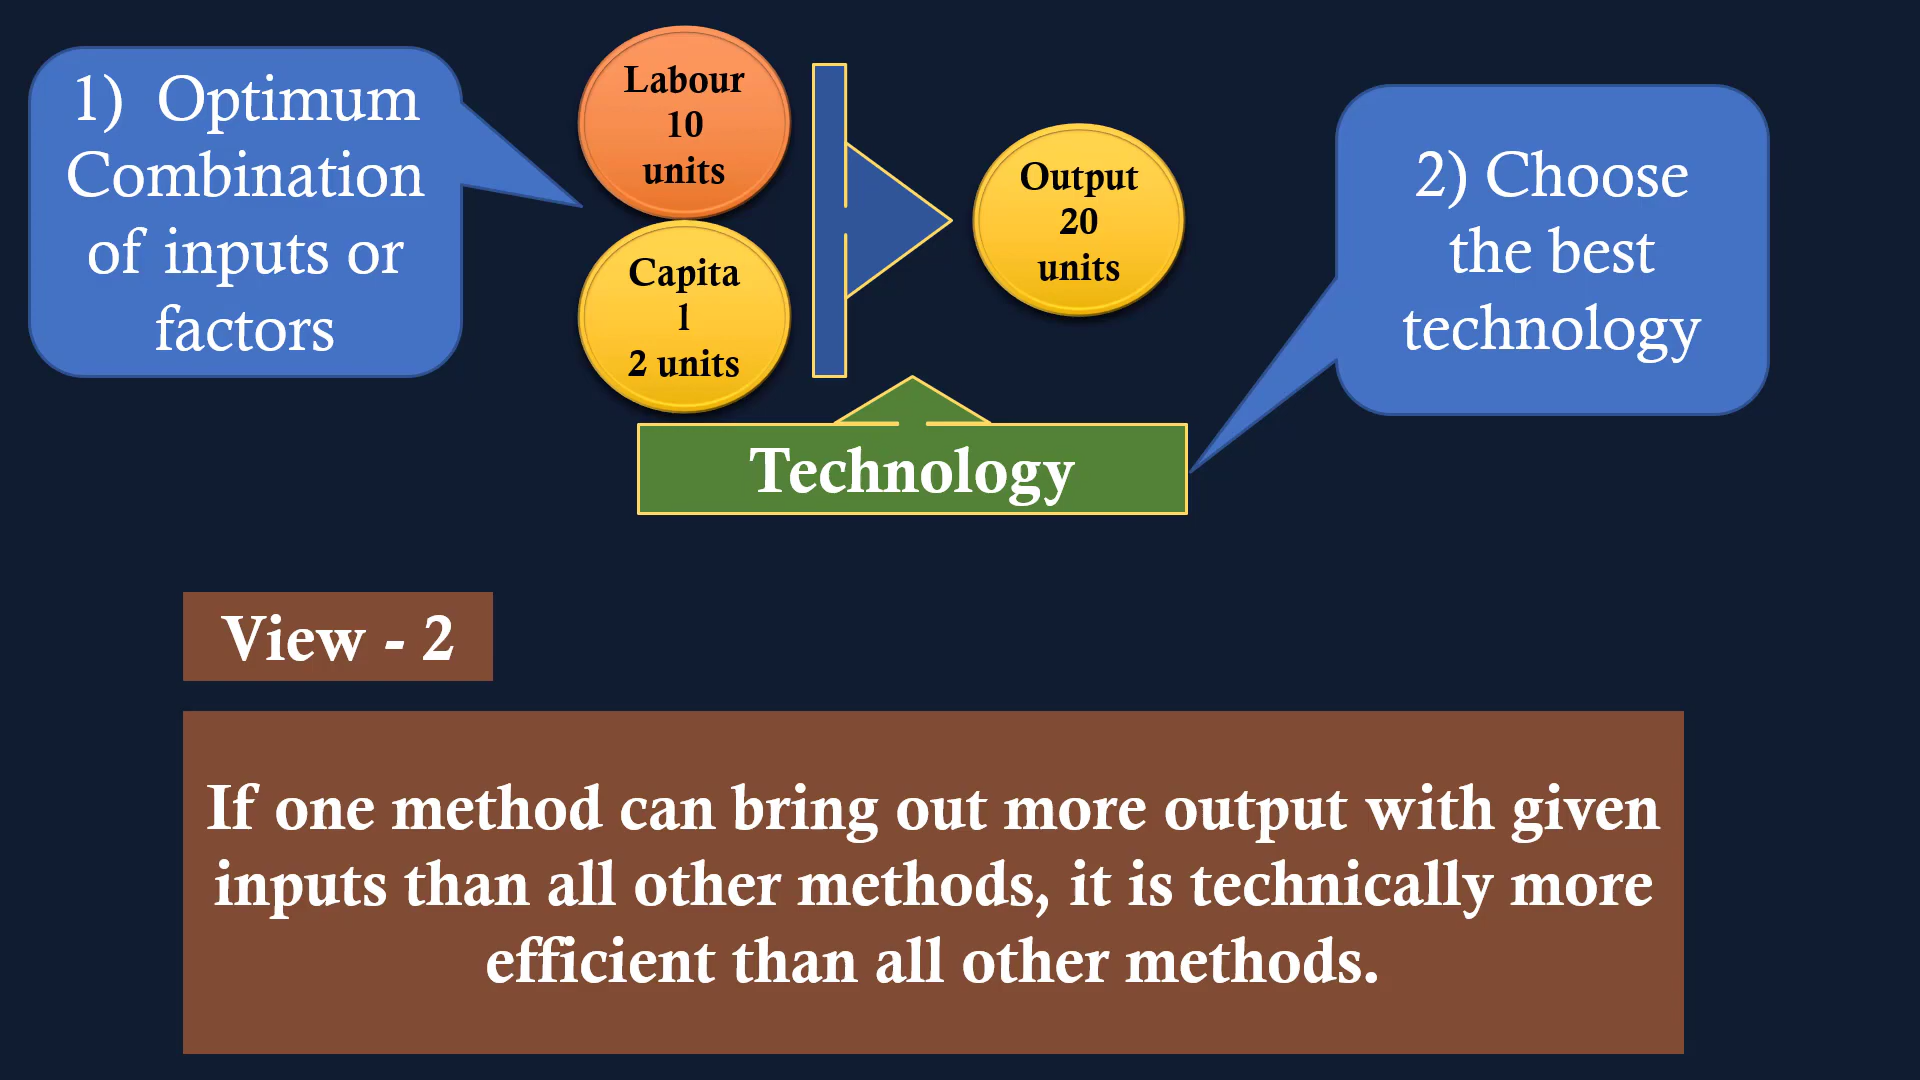 1) Optimum
Combination
of inputs or
factors
Labour
10
units
Capita
l
2 units
Output
20
units
2) Choose
the best
technology
Technology
View - 2
If one method can bring out more output with given
inputs than all other methods, it is technically more
efficient than all other methods.